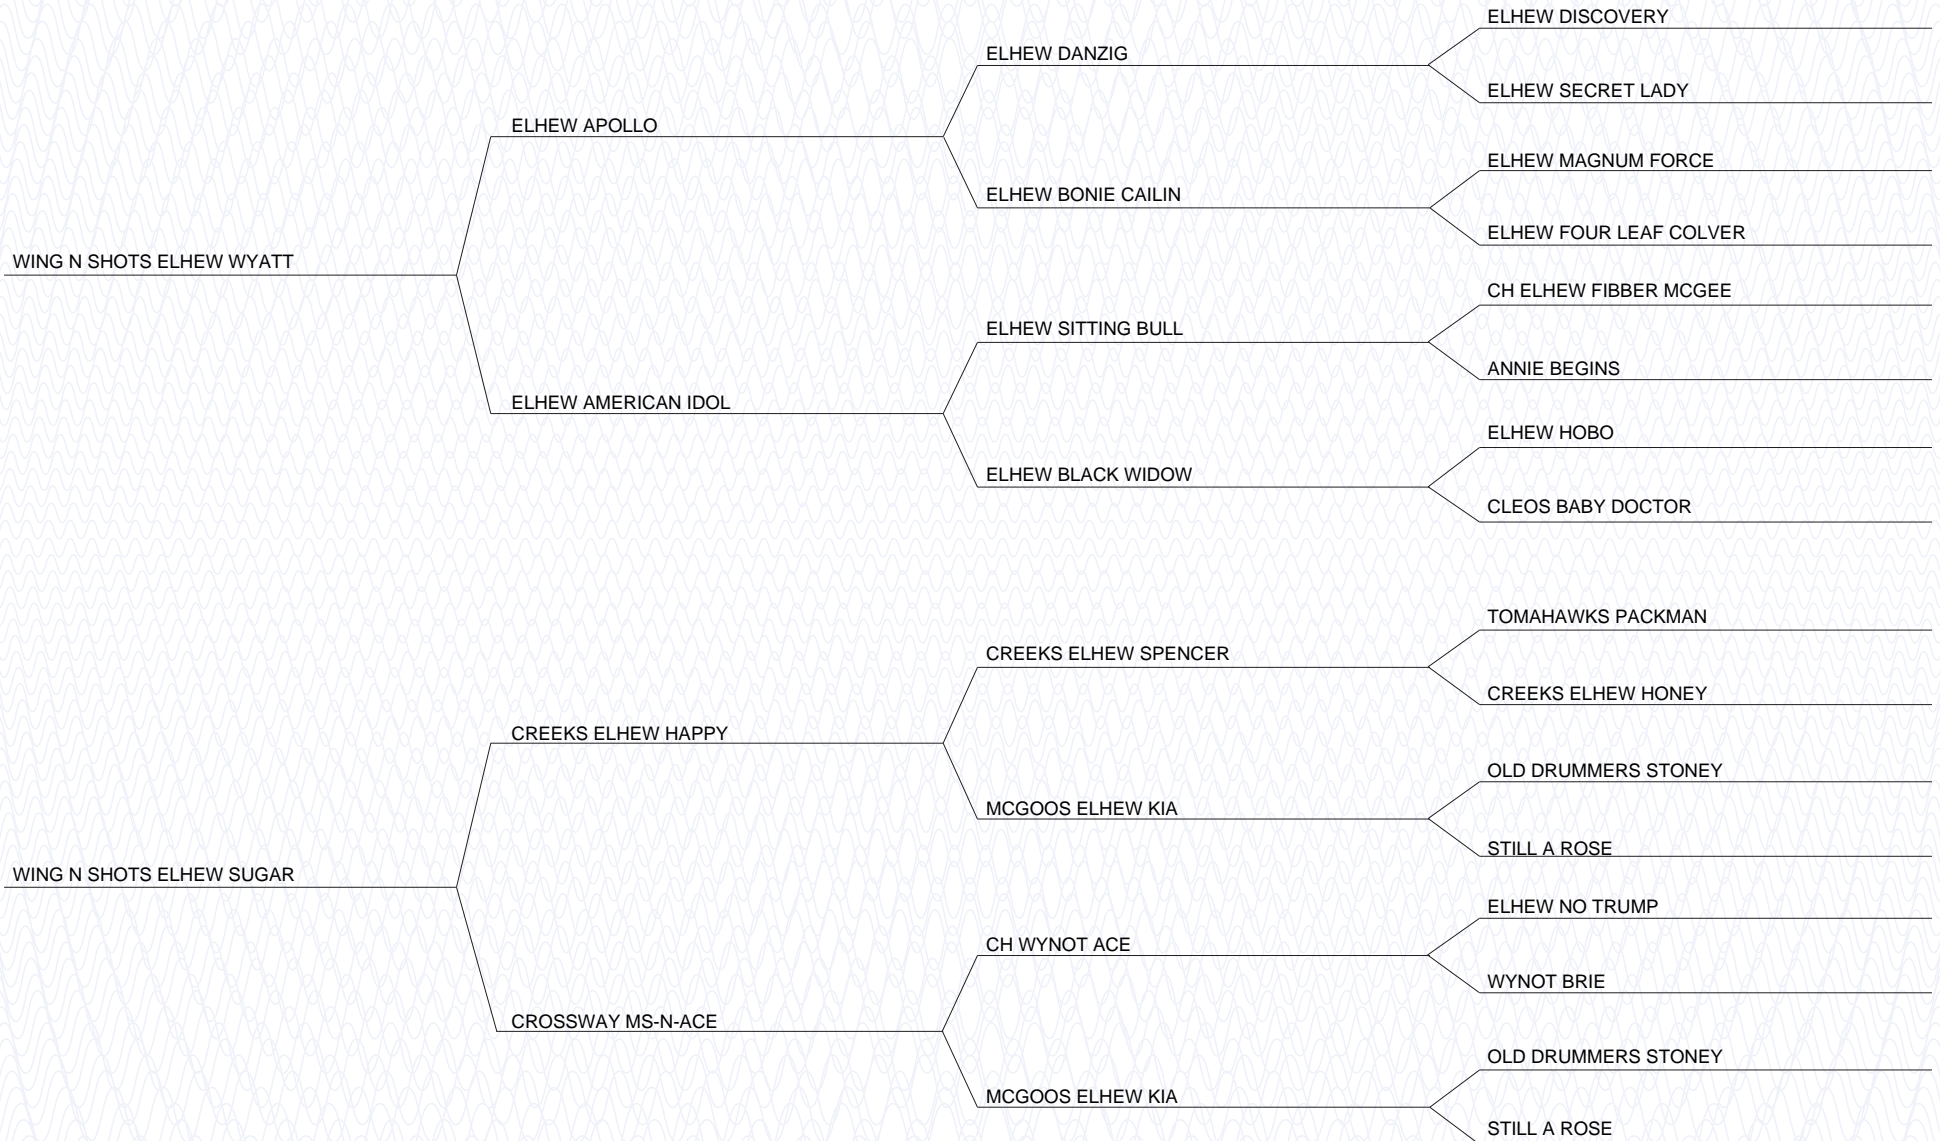 ELHEW DISCOVERY
ELHEW DANZIG
ELHEW SECRET LADY
ELHEW APOLLO
ELHEW MAGNUM FORCE
ELHEW BONIE CAILIN
ELHEW FOUR LEAF COLVER
WING N SHOTS ELHEW WYATT
CH ELHEW FIBBER MCGEE
ELHEW SITTING BULL
ANNIE BEGINS
ELHEW AMERICAN IDOL
ELHEW HOBO
ELHEW BLACK WIDOW
CLEOS BABY DOCTOR
TOMAHAWKS PACKMAN
CREEKS ELHEW SPENCER
CREEKS ELHEW HONEY
CREEKS ELHEW HAPPY
OLD DRUMMERS STONEY
MCGOOS ELHEW KIA
STILL A ROSE
WING N SHOTS ELHEW SUGAR
ELHEW NO TRUMP
CH WYNOT ACE
WYNOT BRIE
CROSSWAY MS-N-ACE
OLD DRUMMERS STONEY
MCGOOS ELHEW KIA
STILL A ROSE